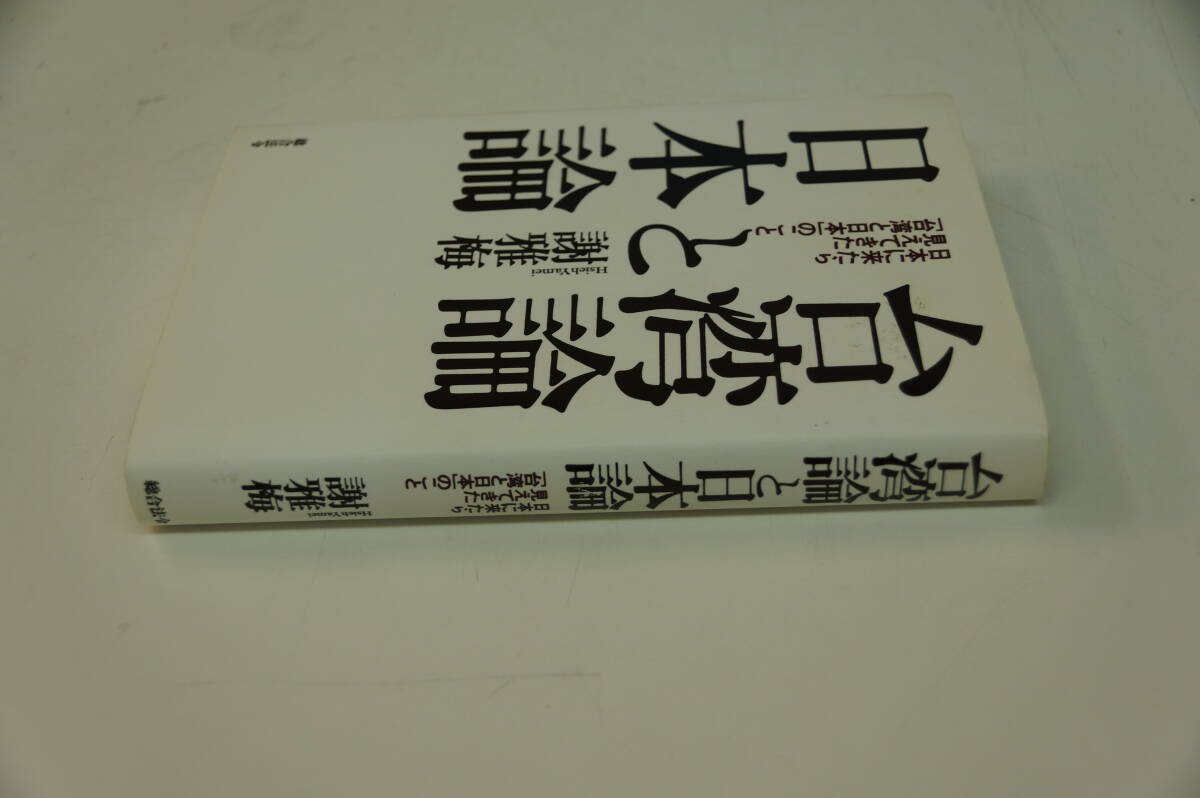 台湾論
と
日本論
日本に来たら
見えてきた
「台湾と日本」のこと
Hsieh Yamei
謝雅梅
総合法令
台湾論と日本論
日本に来たら
見えてきた
「台湾と日本」のこと
Hsieh Yamei
謝雅梅
総合法令